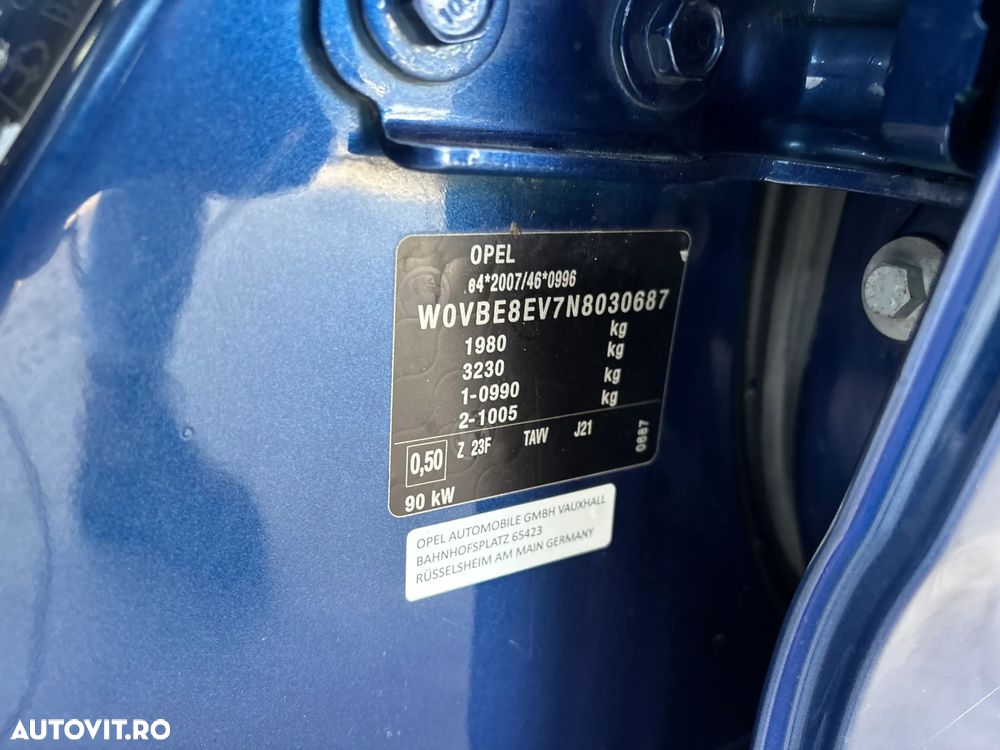 OPEL
e4*2007/46*0996
W0VBE8EV7N8030687
1980 kg
3230 kg
1-0990 kg
2-1005 kg
0,50 Z 23F TAVV J21 0687
90 kW
OPEL AUTOMOBILE GMBH VAUXHALL
BAHNHOFSPLATZ 65423
RÜSSELSHEIM AM MAIN GERMANY
AUTOVIT.RO